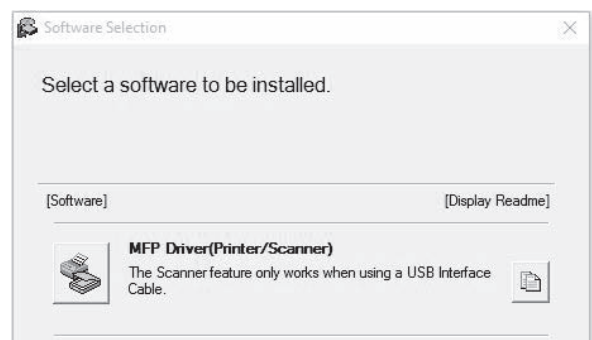 Software Selection
Select a software to be installed.
[Software] [Display Readme]
MFP Driver(Printer/Scanner)
The Scanner feature only works when using a USB Interface
Cable.